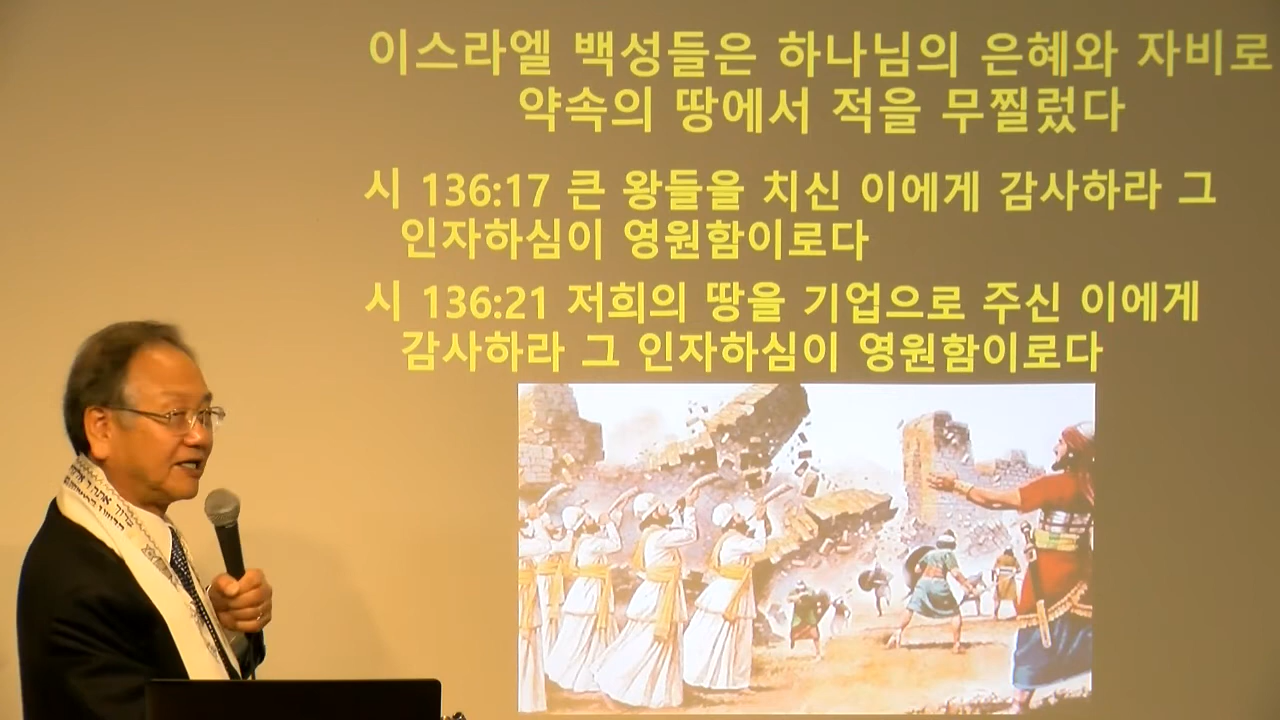 이스라엘 백성들은 하나님의 은혜와 자비로
약속의 땅에서 적을 무찔렀다
시 136:17 큰 왕들을 치신 이에게 감사하라 그
인자하심이 영원함이로다
시 136:21 저희의 땅을 기업으로 주신 이에게
감사하라 그 인자하심이 영원함이로다